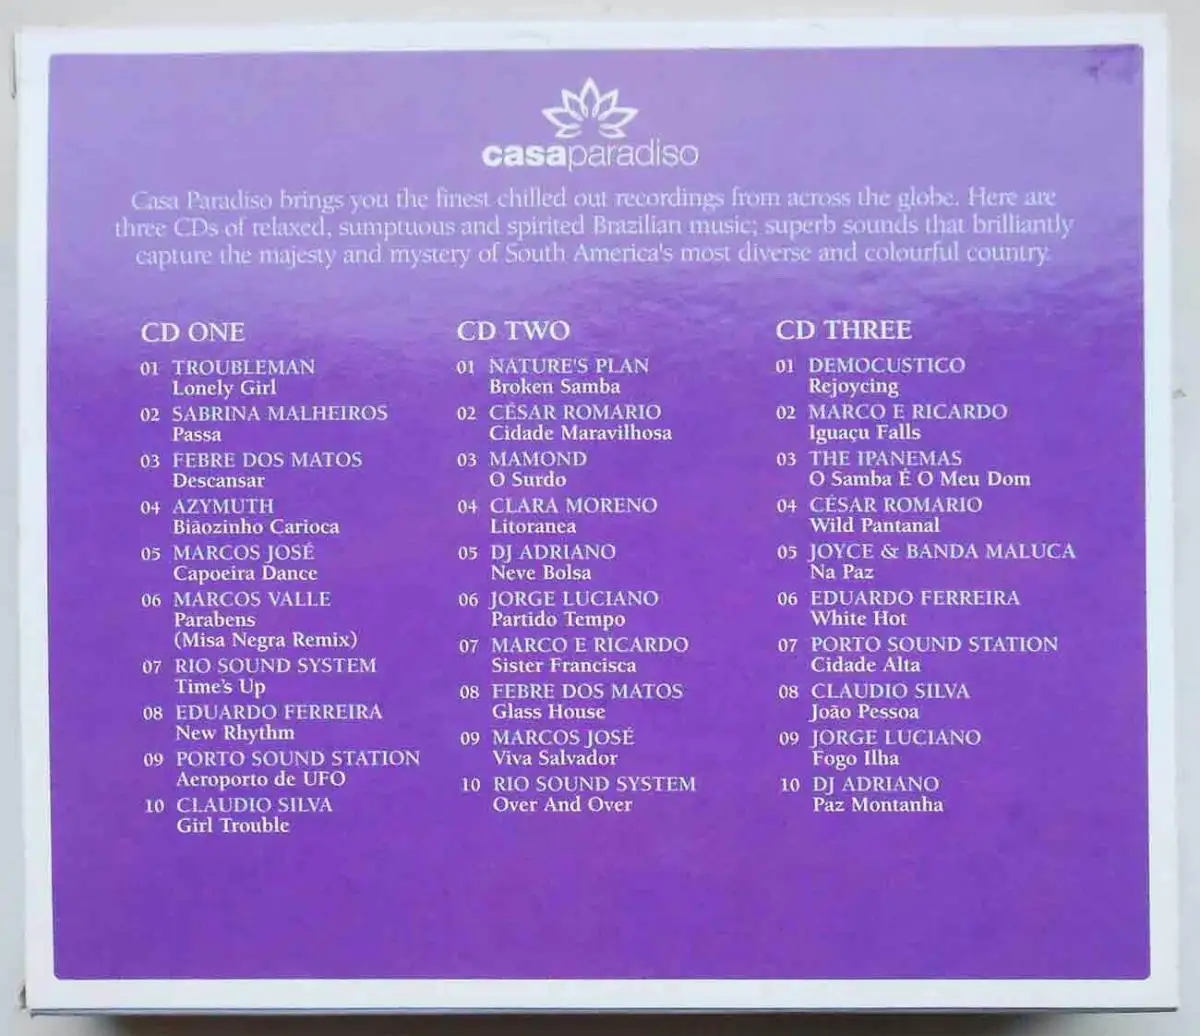 casaparadiso
Casa Paradiso brings you the finest chilled out recordings from across the globe. Here are
three CDs of relaxed, sumptuous and spirited Brazilian music; superb sounds that brilliantly
capture the majesty and mystery of South America's most diverse and colourful country.
CD ONE
01 TROUBLEMAN
Lonely Girl
02 SABRINA MALHEIROS
Passa
03 FEBRE DOS MATOS
Descansar
04 AZYMUTH
Biãozinho Carioca
05 MARCOS JOSÉ
Capoeira Dance
06 MARCOS VALLE
Parabens
(Misa Negra Remix)
07 RIO SOUND SYSTEM
Time's Up
08 EDUARDO FERREIRA
New Rhythm
09 PORTO SOUND STATION
Aeroporto de UFO
10 CLAUDIO SILVA
Girl Trouble
CD TWO
01 NATURE'S PLAN
Broken Samba
02 CÉSAR ROMARIO
Cidade Maravilhosa
03 MAMOND
O Surdo
04 CLARA MORENO
Litoranea
05 DJ ADRIANO
Neve Bolsa
06 JORGE LUCIANO
Partido Tempo
07 MARCO E RICARDO
Sister Francisca
08 FEBRE DOS MATOS
Glass House
09 MARCOS JOSÉ
Viva Salvador
10 RIO SOUND SYSTEM
Over And Over
CD THREE
01 DEMOCUSTICO
Rejoycing
02 MARCO E RICARDO
Iguaçu Falls
03 THE IPANEMAS
O Samba É O Meu Dom
04 CÉSAR ROMARIO
Wild Pantanal
05 JOYCE & BANDA MALUCA
Na Paz
06 EDUARDO FERREIRA
White Hot
07 PORTO SOUND STATION
Cidade Alta
08 CLAUDIO SILVA
João Pessoa
09 JORGE LUCIANO
Fogo Ilha
10 DJ ADRIANO
Paz Montanha